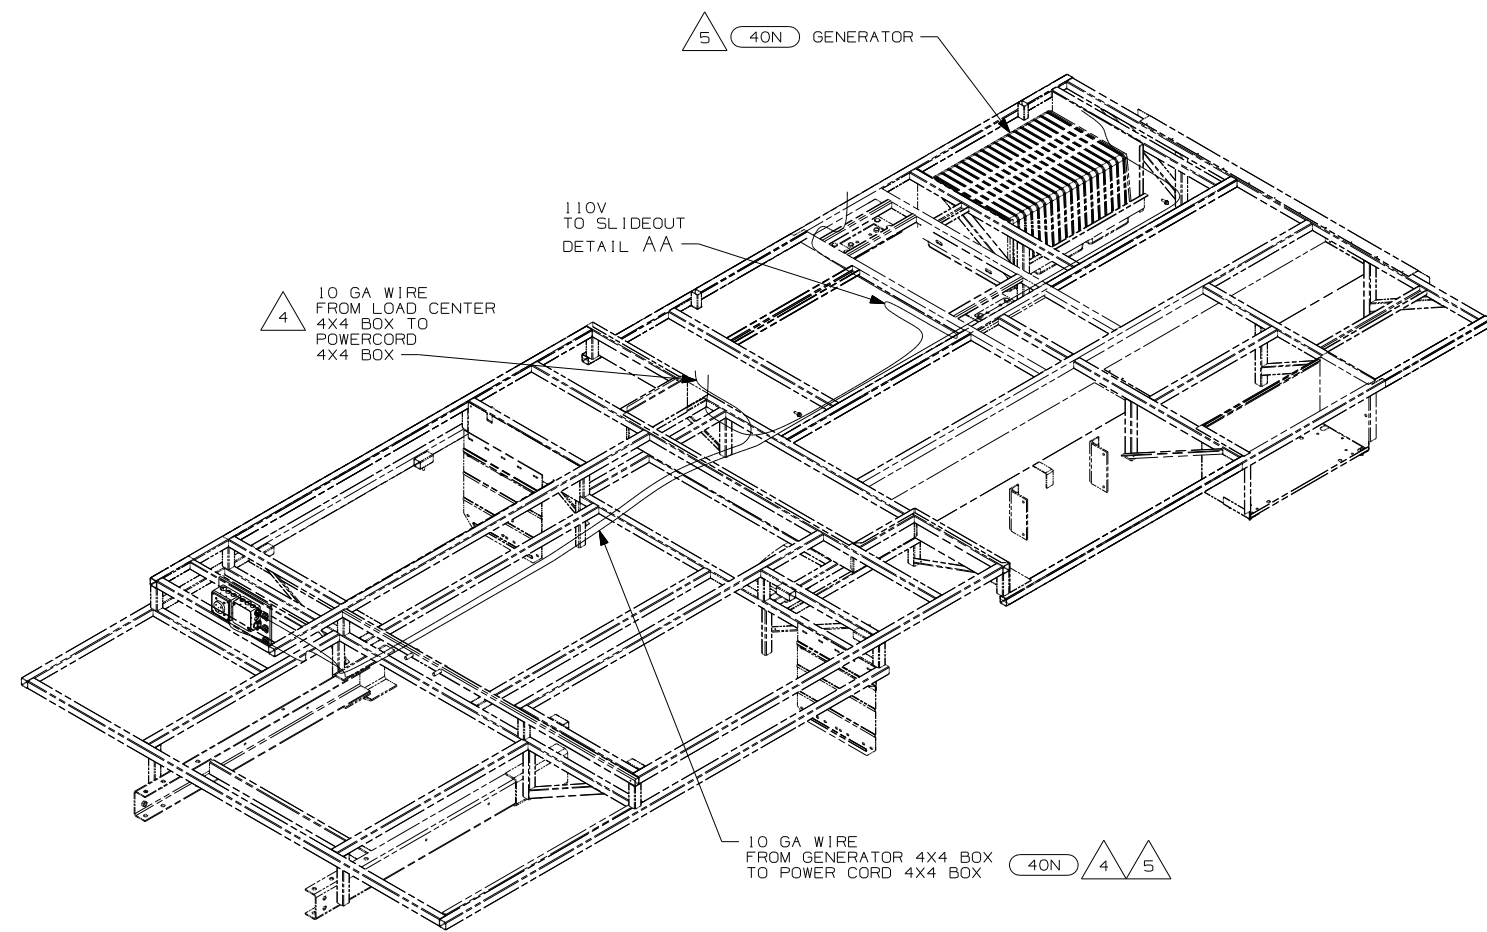 5 40N GENERATOR
110V
TO SLIDEOUT
DETAIL AA
4
10 GA WIRE
FROM LOAD CENTER
4X4 BOX TO
POWERCORD
4X4 BOX
10 GA WIRE
FROM GENERATOR 4X4 BOX
TO POWER CORD 4X4 BOX
40N 4 5